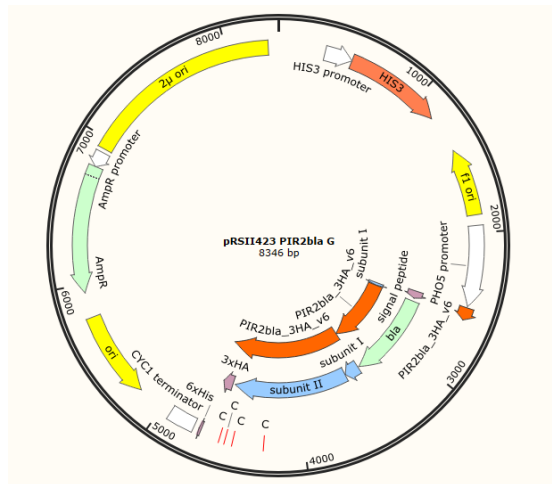 8000
2μ ori
HIS3 promoter
HIS3
1000
7000
AmpR promoter
f1 ori
2000
AmpR
pRSII423 PIR2bla G
8346 bp
PHO5 promoter
subunit I
PIR2bla_3HA_v6
signal peptide
PIR2bla_3HA_v6
6000
ori
PIR2bla_3HA_v6
bla
subunit I
3000
CYC1 terminator
3xHA
subunit II
6xHis
C
C
C
C
5000
4000